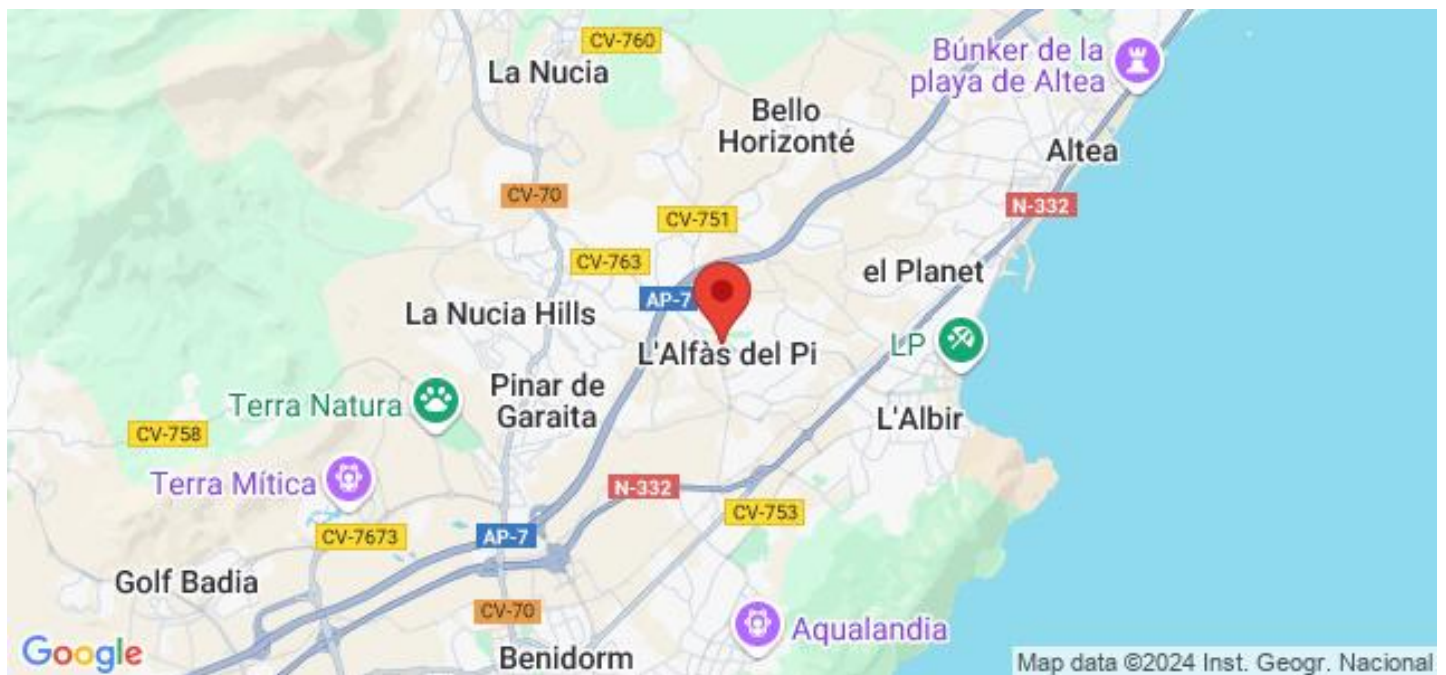 CV-760
La Nucia
Búnker de la
playa de Altea
Bello
Horizonté
Altea
CV-70
N-332
CV-751
CV-763
el Planet
AP-7
La Nucia Hills
L'Alfàs del Pi
LP
Pinar de
Garaita
Terra Natura
L'Albir
CV-758
Terra Mítica
N-332
CV-753
CV-7673
AP-7
Golf Badia
CV-70
Aqualandia
Google
Benidorm
Map data ©2024 Inst. Geogr. Nacional